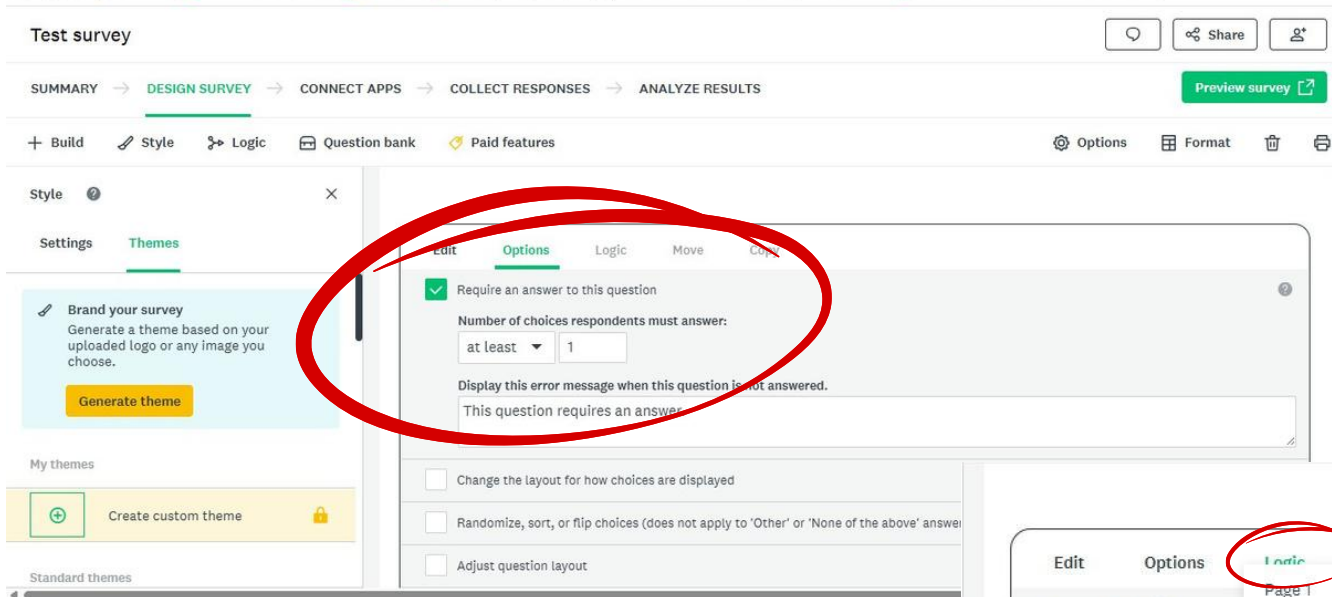 Test survey
Share
SUMMARY → DESIGN SURVEY → CONNECT APPS → COLLECT RESPONSES → ANALYZE RESULTS
Preview survey
+ Build Style Logic Question bank Paid features
Options Format
Style
Settings Themes
Brand your survey
Generate a theme based on your
uploaded logo or any image you
choose.
Generate theme
My themes
Create custom theme
Standard themes
Edit Options Logic Move Copy
Require an answer to this question
Number of choices respondents must answer:
at least 1
Display this error message when this question is not answered.
This question requires an answer
Change the layout for how choices are displayed
Randomize, sort, or flip choices (does not apply to 'Other' or 'None of the above' answer
Adjust question layout
Edit Options Logic
Page 1